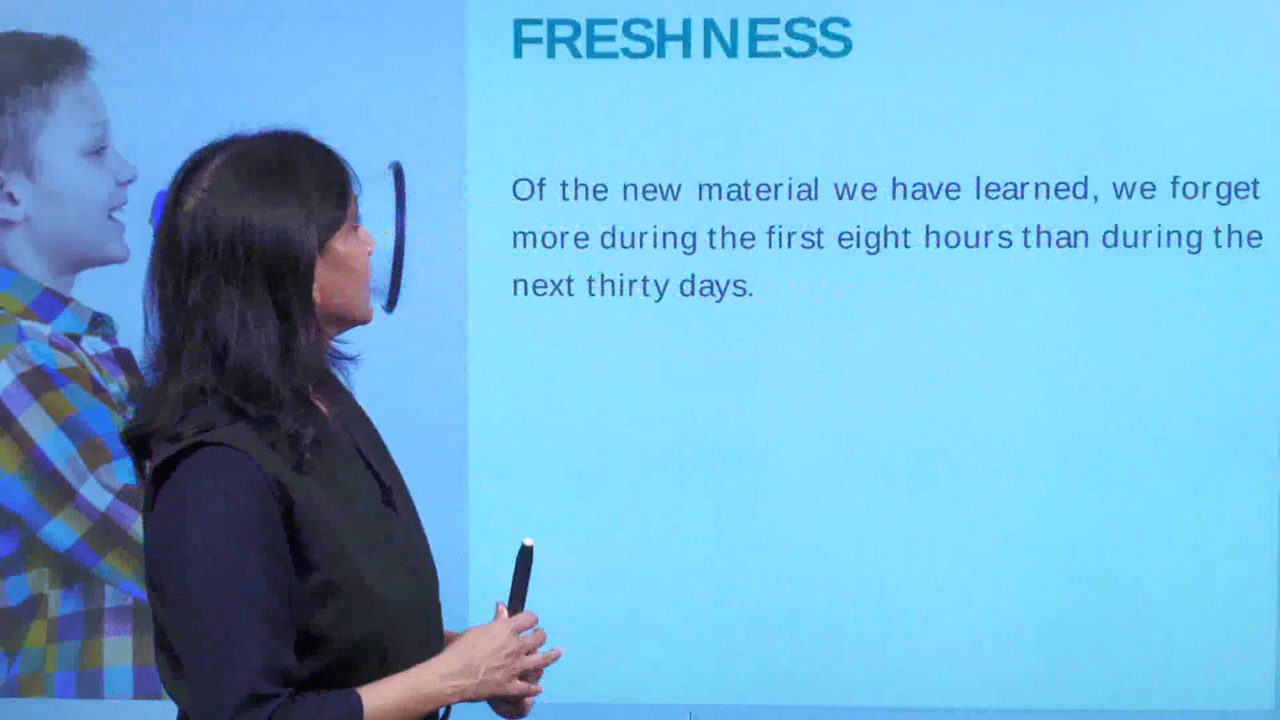 FRESHNESS
Of the new material we have learned, we forget
more during the first eight hours than during the
next thirty days.